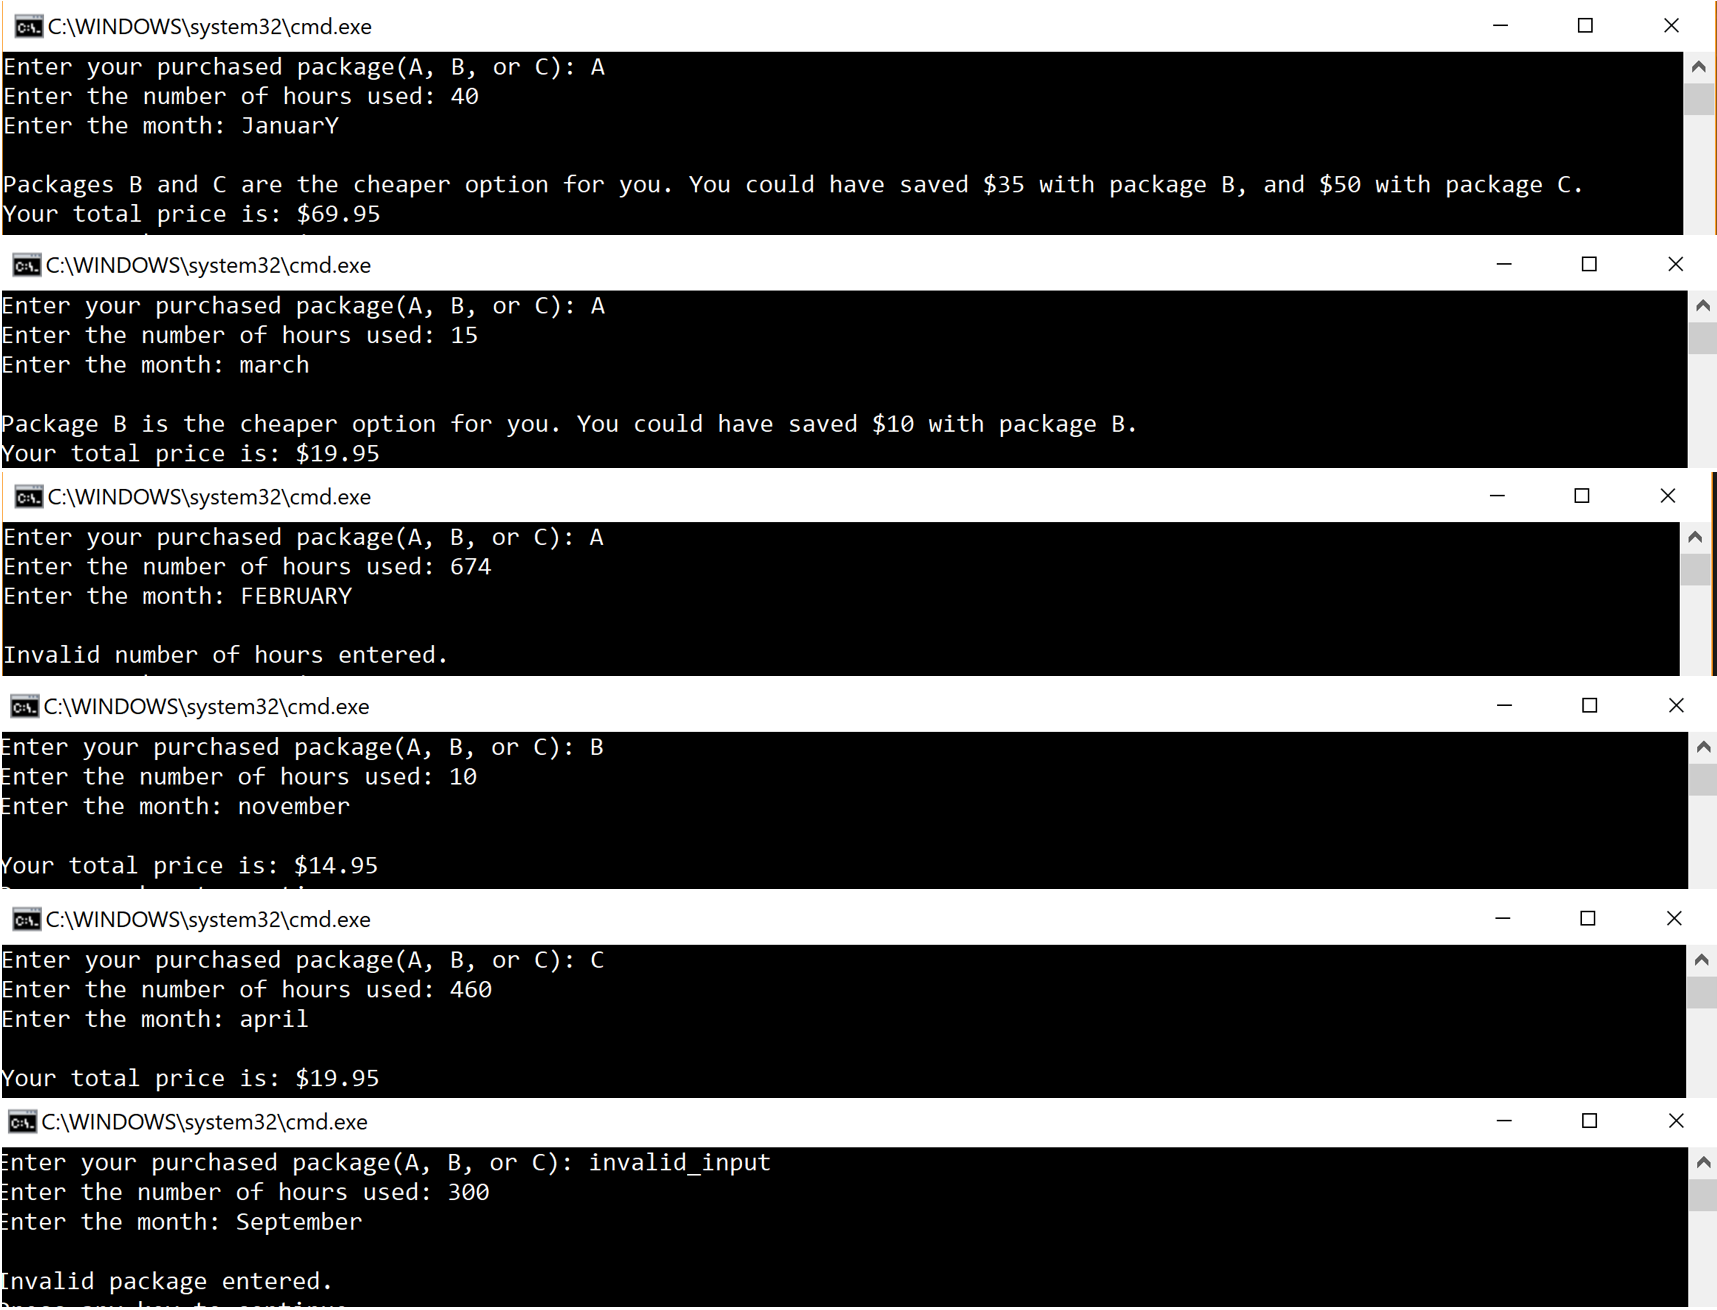 C:\WINDOWS\system32\cmd.exe
Enter your purchased package(A, B, or C): A
Enter the number of hours used: 40
Enter the month: JanuarY
Packages B and C are the cheaper option for you. You could have saved $35 with package B, and $50 with package C.
Your total price is: $69.95
C:\WINDOWS\system32\cmd.exe
Enter your purchased package(A, B, or C): A
Enter the number of hours used: 15
Enter the month: march
Package B is the cheaper option for you. You could have saved $10 with package B.
Your total price is: $19.95
C:\WINDOWS\system32\cmd.exe
Enter your purchased package(A, B, or C): A
Enter the number of hours used: 674
Enter the month: FEBRUARY
Invalid number of hours entered.
C:\WINDOWS\system32\cmd.exe
Enter your purchased package(A, B, or C): B
Enter the number of hours used: 10
Enter the month: november
Your total price is: $14.95
C:\WINDOWS\system32\cmd.exe
Enter your purchased package(A, B, or C): C
Enter the number of hours used: 460
Enter the month: april
Your total price is: $19.95
C:\WINDOWS\system32\cmd.exe
Enter your purchased package(A, B, or C): invalid_input
Enter the number of hours used: 300
Enter the month: September
Invalid package entered.